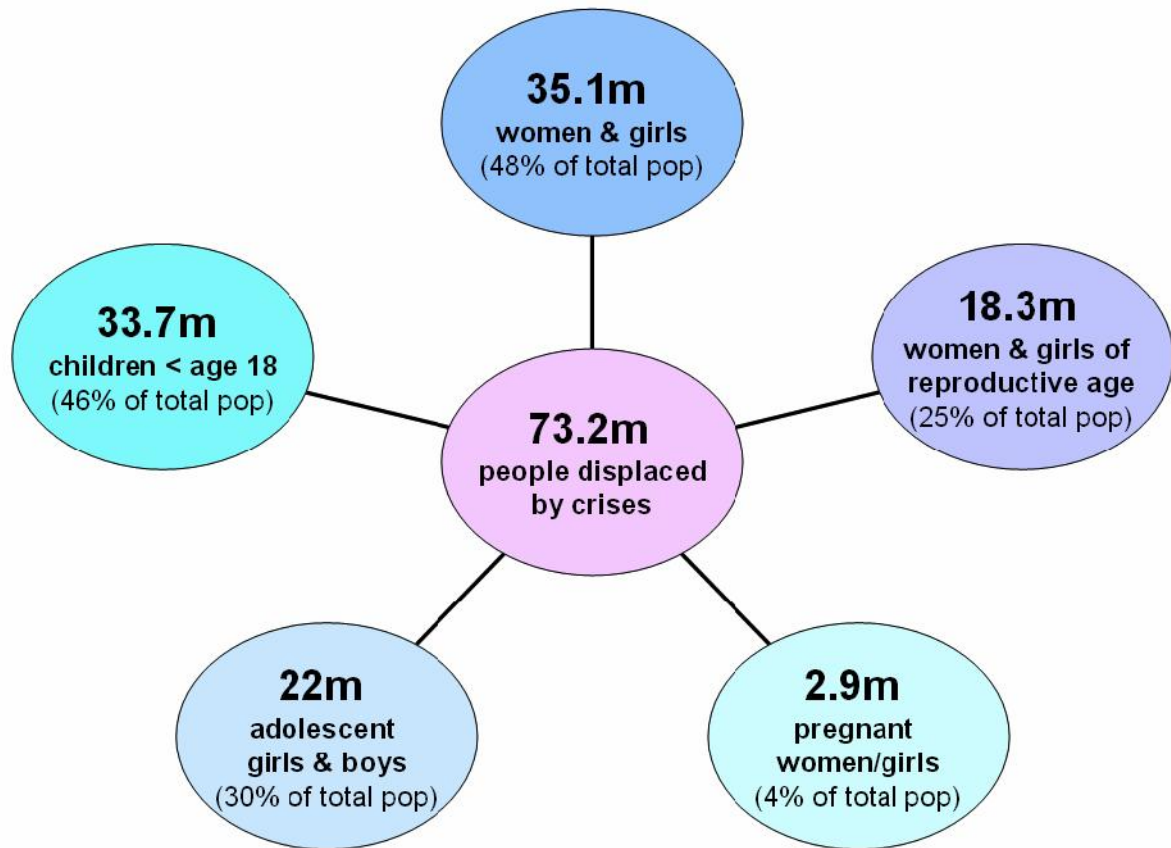 35.1m
women & girls
(48% of total pop)
33.7m
children < age 18
(46% of total pop)
18.3m
women & girls of
reproductive age
(25% of total pop)
73.2m
people displaced
by crises
22m
adolescent
girls & boys
(30% of total pop)
2.9m
pregnant
women/girls
(4% of total pop)